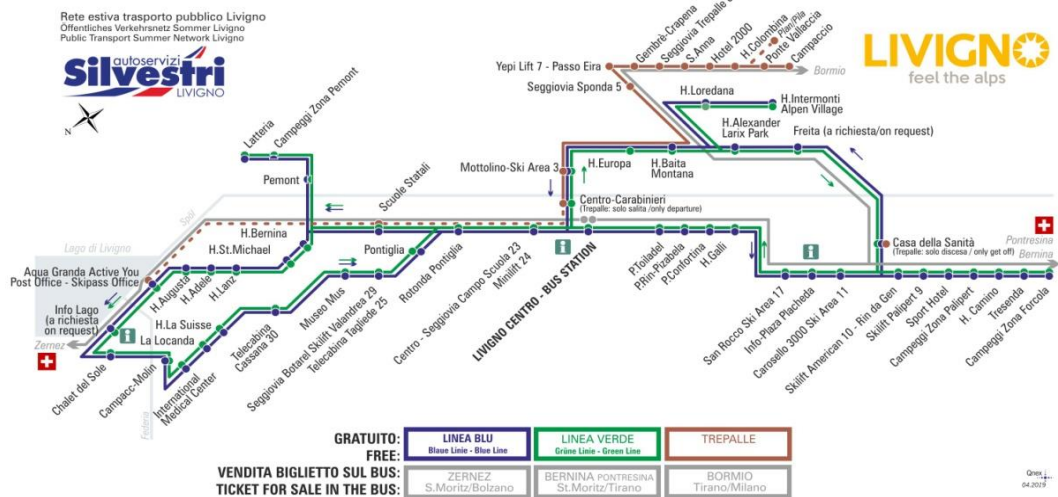 Rete estiva trasporto pubblico Livigno
Öffentliches Verkehrsnetz Sommer Livigno
Public Transport Summer Network Livigno
autoservizi
Silvestri
LIVIGNO
N
LIVIGNO
feel the alps
Gembrè-Crapena
Seggiovia Trepalle
S.Anna
Hotel 2000
H.Colombina
Plan/Pila
Ponte Vallaccia
Campaccio
Yepi Lift 7 - Passo Eira
Bormio
Seggiovia Sponda 5
H.Loredana
H.Intermonti
Alpen Village
H.Alexander
Larix Park
Freita (a richiesta/on request)
Latteria
Campeggi Zona Pemont
Pemont
Scuole Statali
Mottolino-Ski Area 3
H.Europa
H.Baita
Montana
Centro-Carabinieri
(Trepalle: solo salita /only departure)
Spöl
Lago di Livigno
H.Bernina
H.St.Michael
Pontiglia
Casa della Sanità
(Trepalle: solo discesa / only get off)
Pontresina
Bernina
Aqua Granda Active You
Post Office - Skipass Office
H.Augusta
H.Adele
H.Lanz
Rotonda Pontiglia
Centro - Seggiovia Campo Scuola 23
Minilift 24
LIVIGNO CENTRO - BUS STATION
P.Toiladel
P.Rin-Pizabela
P.Confortina
H.Galli
Info Lago
(a richiesta
on request)
Zernez
H.La Suisse
La Locanda
Telecabina
Cassana 30
Museo Mus
Seggiovia Botarel Skilift Valandrea 29
Telecabina Tagliede 25
San Rocco Ski Area 17
Info-Plaza Placheda
Carosello 3000 Ski Area 11
Skilift American 10 - Rin da Gen
Skilift Palipert 9
Sport Hotel
Campeggi Zona Palipert
H. Camino
Tresenda
Campeggi Zona Forcola
Chalet del Sole
Campacc-Molin
International
Medical Center
Federia
GRATUITO:
FREE:
LINEA BLU
Blaue Linie - Blue Line
LINEA VERDE
Grüne Linie - Green Line
TREPALLE
VENDITA BIGLIETTO SUL BUS:
TICKET FOR SALE IN THE BUS:
ZERNEZ
S.Moritz/Bolzano
BERNINA PONTRESINA
St.Moritz/Tirano
BORMIO
Tirano/Milano
Qnex
04.2019